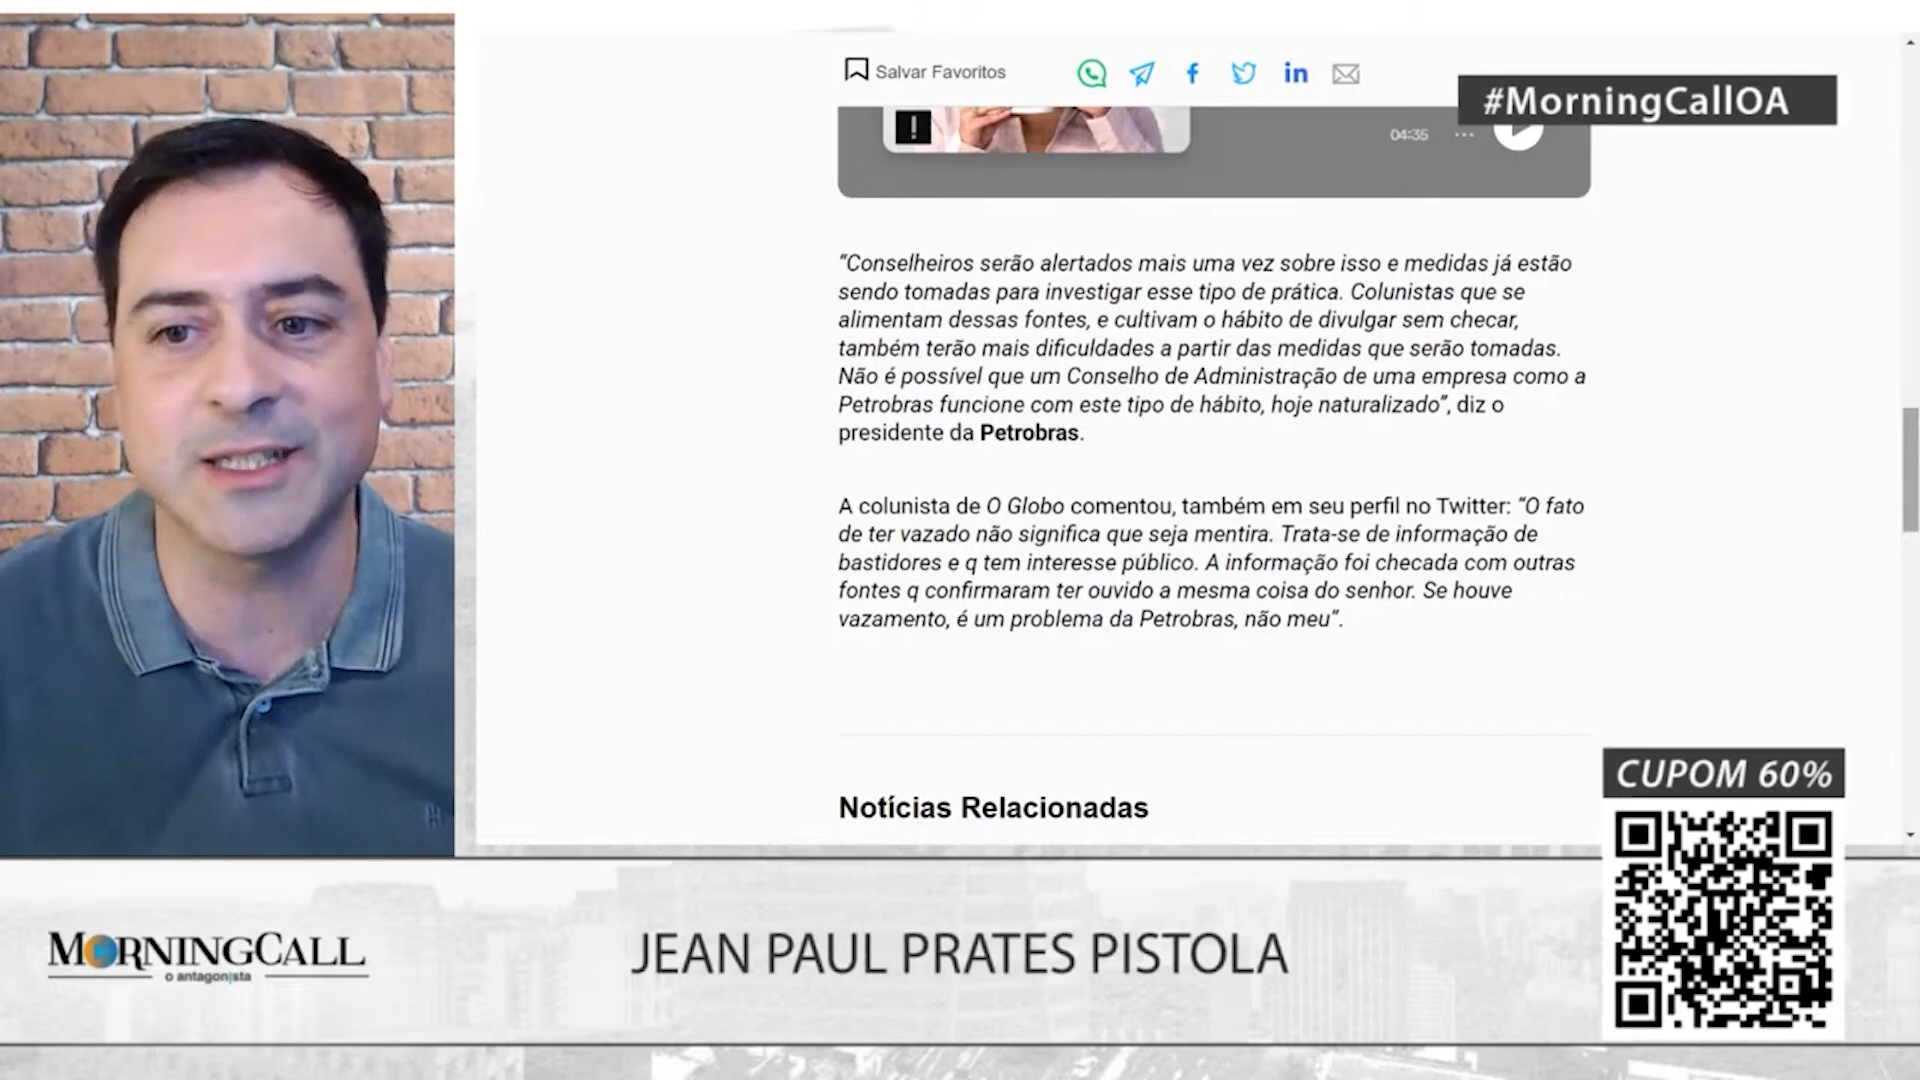 Salvar Favoritos
#MorningCallOA
04:35
“Conselheiros serão alertados mais uma vez sobre isso e medidas já estão
sendo tomadas para investigar esse tipo de prática. Colunistas que se
alimentam dessas fontes, e cultivam o hábito de divulgar sem checar,
também terão mais dificuldades a partir das medidas que serão tomadas.
Não é possível que um Conselho de Administração de uma empresa como a
Petrobras funcione com este tipo de hábito, hoje naturalizado”, diz o
presidente da Petrobras.
A colunista de O Globo comentou, também em seu perfil no Twitter: “O fato
de ter vazado não significa que seja mentira. Trata-se de informação de
bastidores e q tem interesse público. A informação foi checada com outras
fontes q confirmaram ter ouvido a mesma coisa do senhor. Se houve
vazamento, é um problema da Petrobras, não meu”.
Notícias Relacionadas
CUPOM 60%
MORNINGCALL
o antagonista
JEAN PAUL PRATES PISTOLA